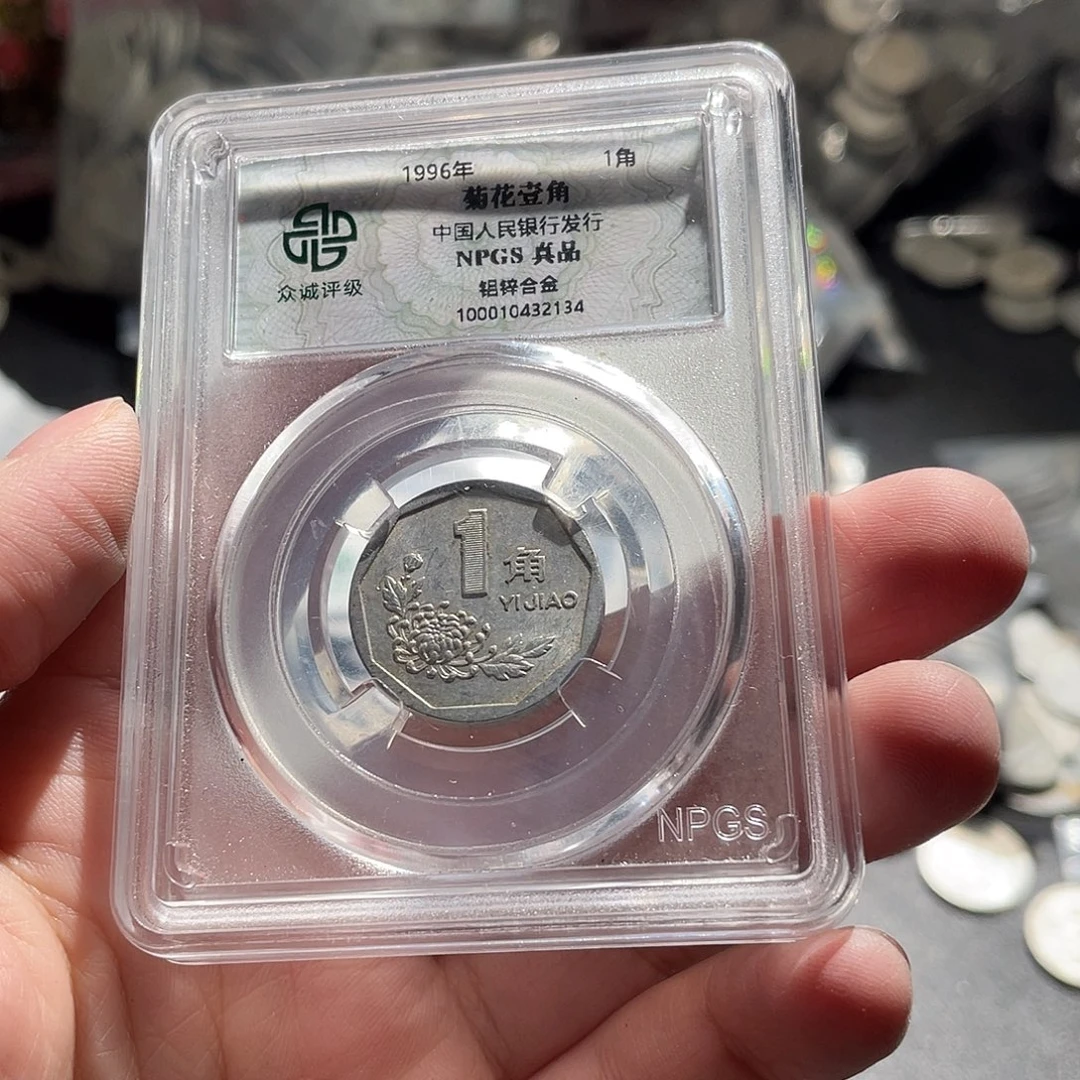 1996年 1角
菊花壹角
中国人民银行发行
NPGS 真品
铝锌合金
100010432134
众诚评级
1角
YI JIAO
NPGS